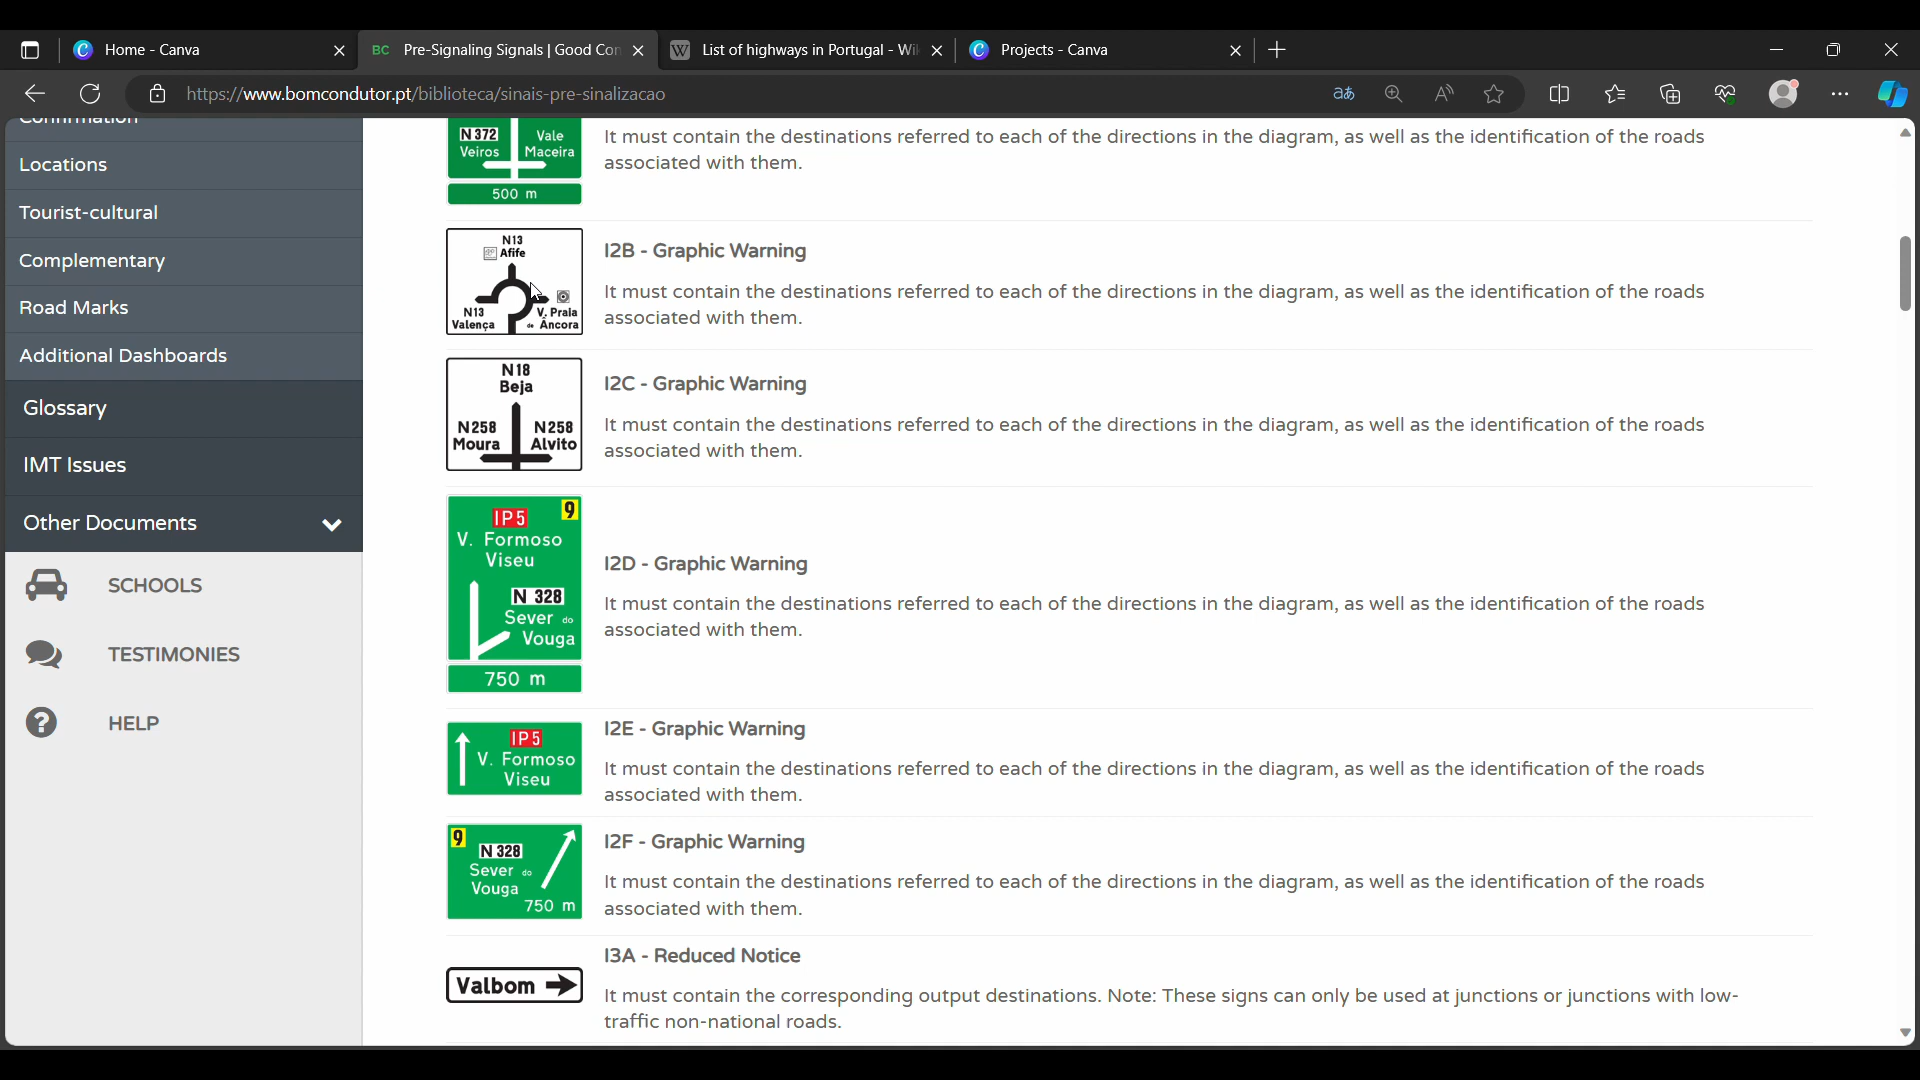 Home - Canva
BC Pre-Signaling Signals | Good Con
W List of highways in Portugal - Wi
Projects - Canva
https://www.bomcondutor.pt/biblioteca/sinais-pre-sinalizacao
Confirmation
Locations
Tourist-cultural
Complementary
Road Marks
Additional Dashboards
Glossary
IMT Issues
Other Documents
SCHOOLS
TESTIMONIES
HELP
N 372 Vale
Veiros Maceira
500 m
It must contain the destinations referred to each of the directions in the diagram, as well as the identification of the roads
associated with them.
N13
Afife
N13 V. Praia
Valença de Âncora
I2B - Graphic Warning
It must contain the destinations referred to each of the directions in the diagram, as well as the identification of the roads
associated with them.
N18
Beja
N258 N258
Moura Alvito
I2C - Graphic Warning
It must contain the destinations referred to each of the directions in the diagram, as well as the identification of the roads
associated with them.
IP5 9
V. Formoso
Viseu
N 328
Sever do
Vouga
750 m
I2D - Graphic Warning
It must contain the destinations referred to each of the directions in the diagram, as well as the identification of the roads
associated with them.
IP5
V. Formoso
Viseu
I2E - Graphic Warning
It must contain the destinations referred to each of the directions in the diagram, as well as the identification of the roads
associated with them.
9
N 328
Sever do
Vouga
750 m
I2F - Graphic Warning
It must contain the destinations referred to each of the directions in the diagram, as well as the identification of the roads
associated with them.
Valbom
I3A - Reduced Notice
It must contain the corresponding output destinations. Note: These signs can only be used at junctions or junctions with low-
traffic non-national roads.